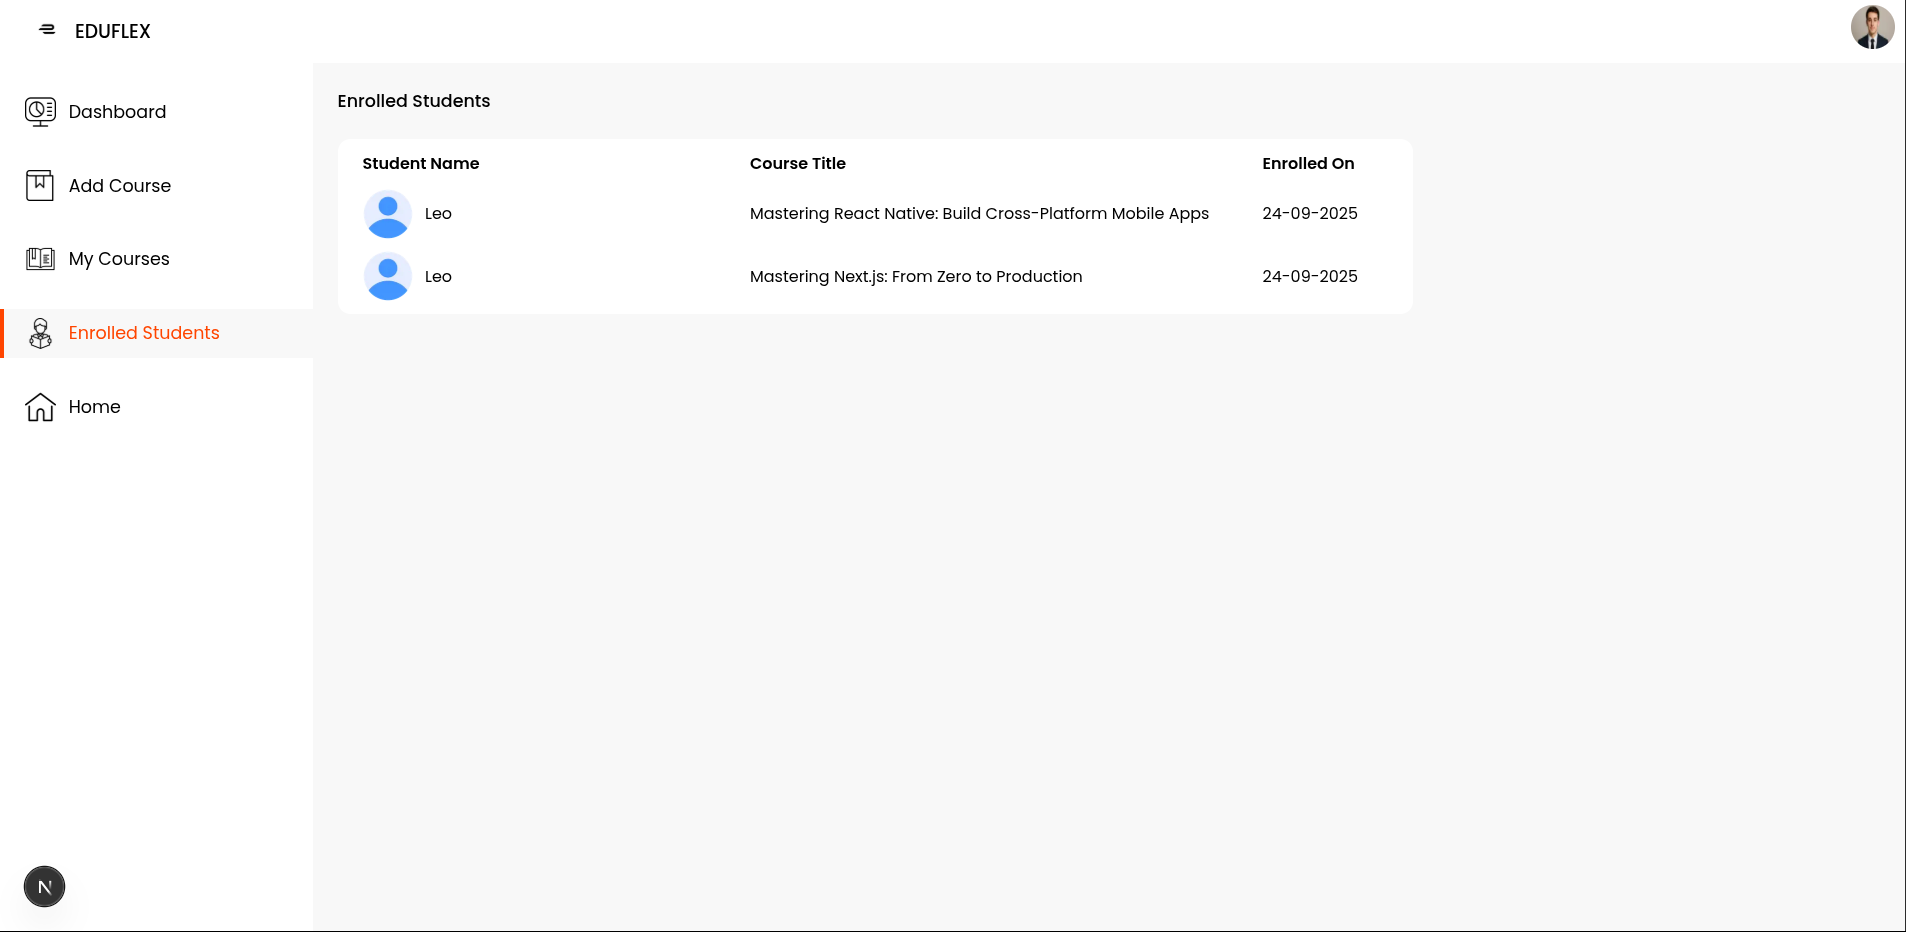 EDUFLEX
Dashboard
Add Course
My Courses
Enrolled Students
Home
N
Enrolled Students
Student Name Course Title Enrolled On
Leo Mastering React Native: Build Cross-Platform Mobile Apps 24-09-2025
Leo Mastering Next.js: From Zero to Production 24-09-2025